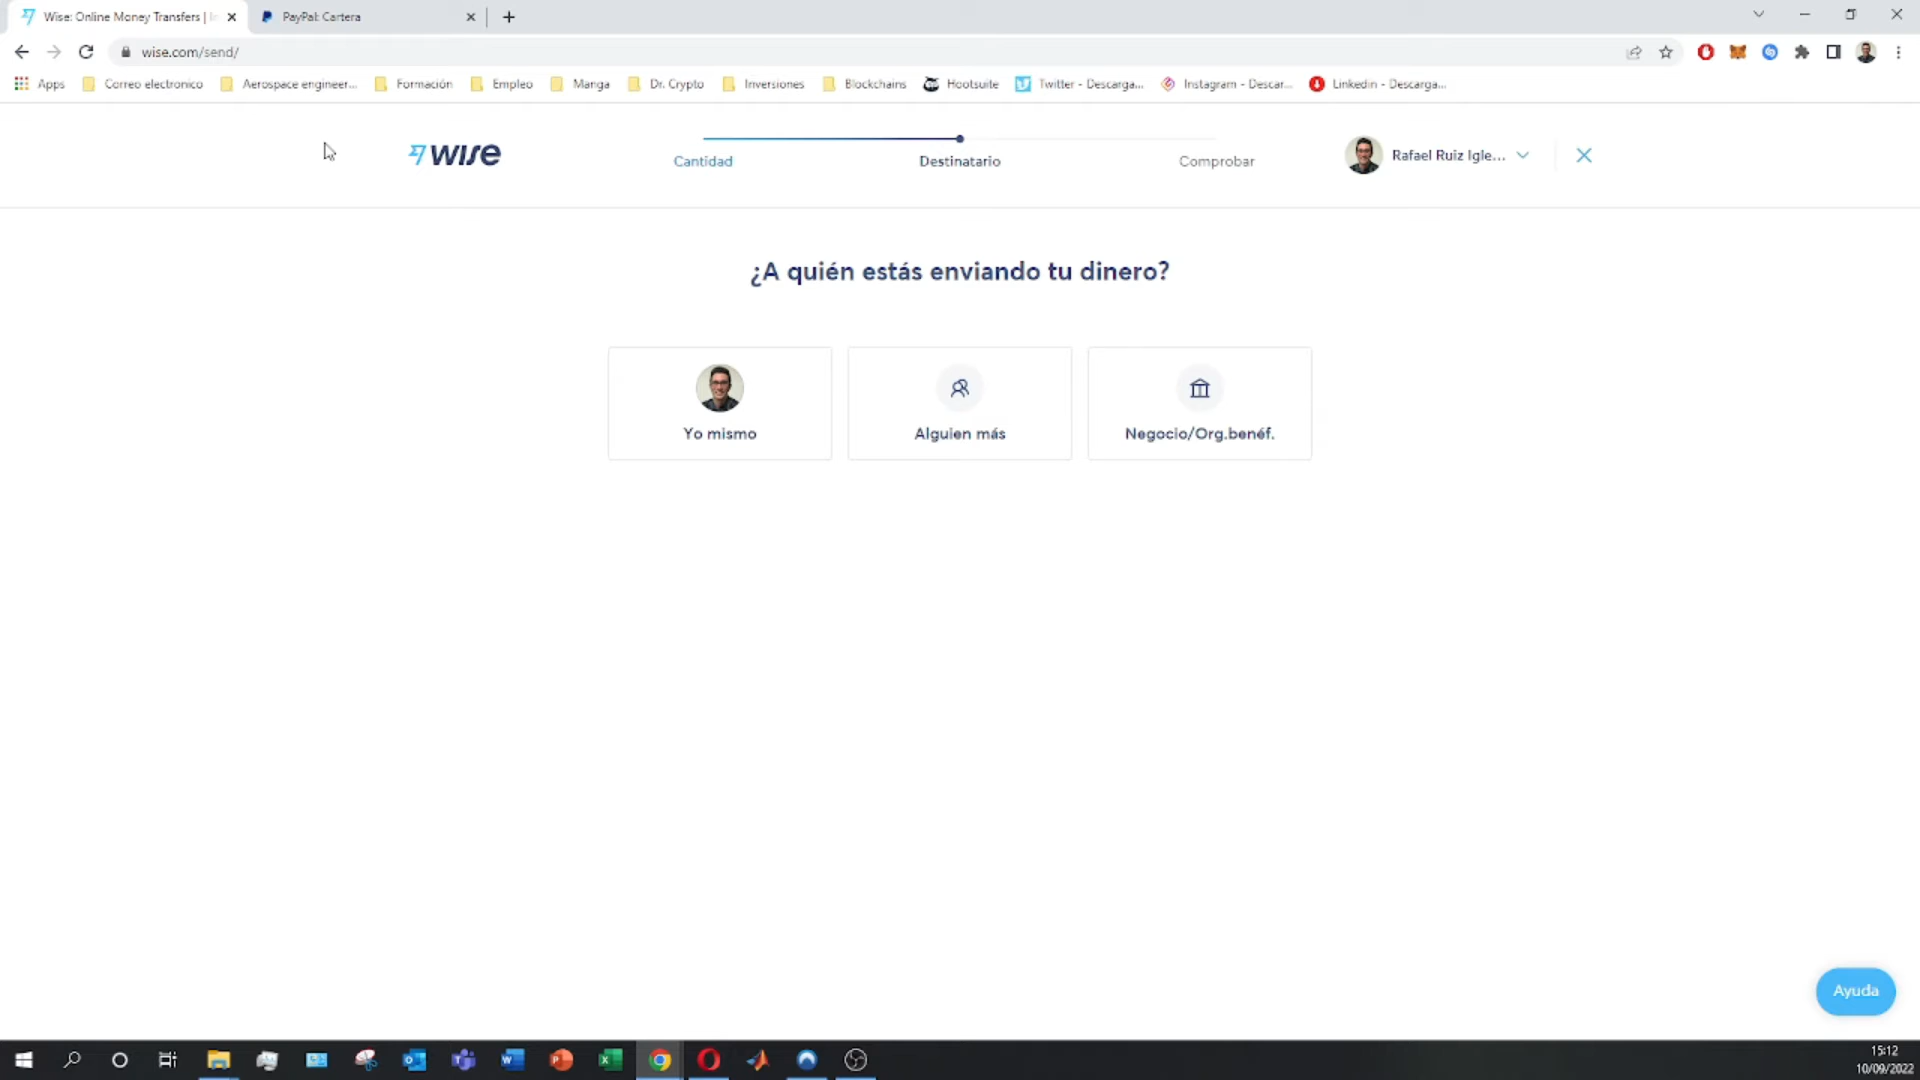 Wise: Online Money Transfers | In
PayPal: Cartera
wise.com/send/
Apps
Correo electronico
Aerospace engineer...
Formación
Empleo
Manga
Dr. Crypto
Inversiones
Blockchains
Hootsuite
Twitter - Descarga...
Instagram - Descar...
Linkedin - Descarga...
WISE
Cantidad
Destinatario
Comprobar
Rafael Ruiz Igle...
¿A quién estás enviando tu dinero?
Yo mismo
Alguien más
Negocio/Org.benéf.
Ayuda
15:12
10/09/2022